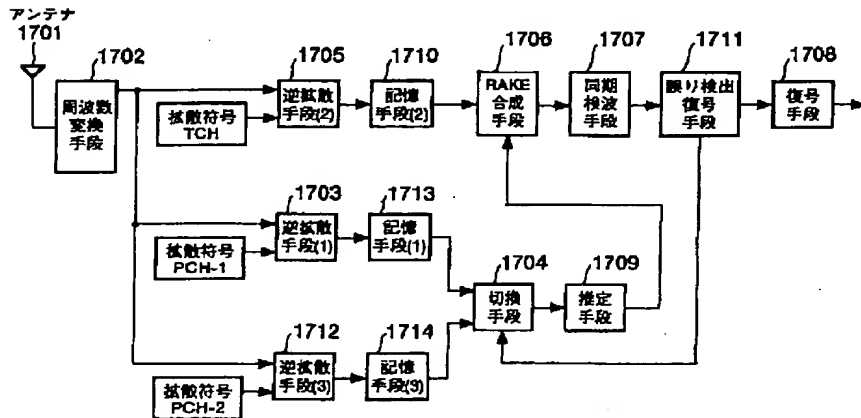 アンテナ
1701
1702
周波数
変換
手段
1705
逆拡散
手段(2)
拡散符号
TCH
1710
記憶
手段(2)
1706
RAKE
合成
手段
1707
同期
検波
手段
1711
誤り検出
復号
手段
1708
復号
手段
1703
逆拡散
手段(1)
拡散符号
PCH-1
1713
記憶
手段(1)
1704
切換
手段
1709
推定
手段
1712
逆拡散
手段(3)
拡散符号
PCH-2
1714
記憶
手段(3)